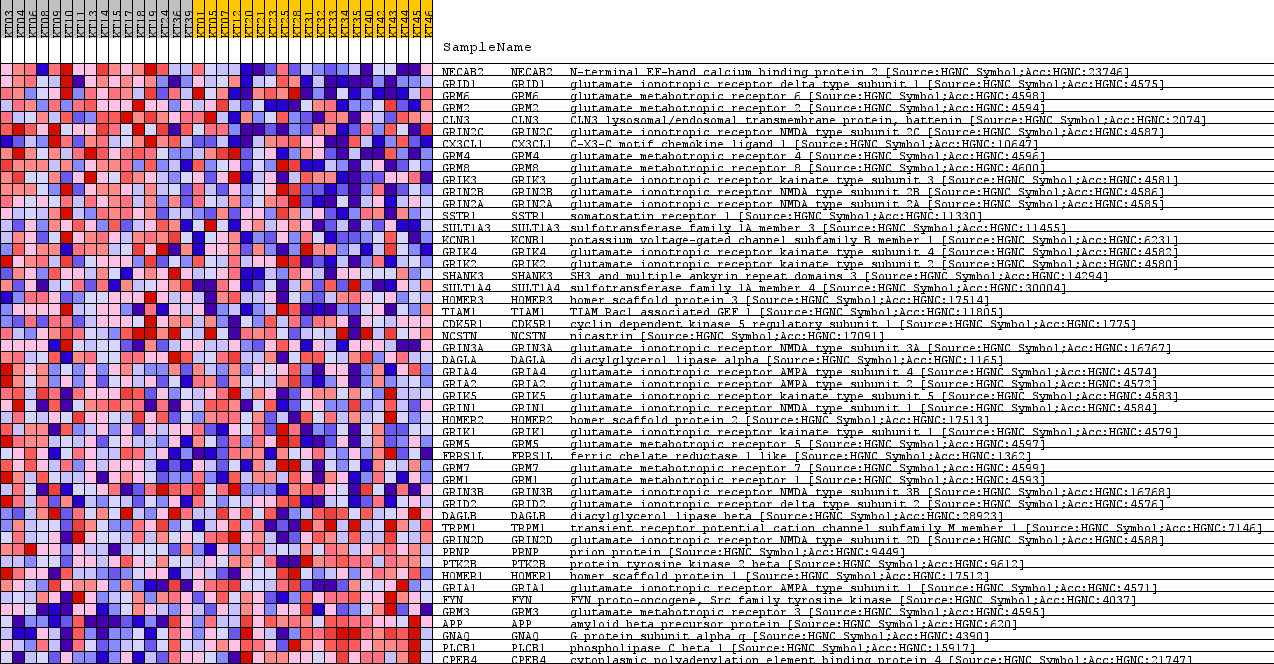 KT03 KT04 KT06 KT08 KT09 KT10 KT11 KT13 KT14 KT15 KT17 KT18 KT19 KT24 KT36 KT39 KT01 KT05 KT07 KT12 KT20 KT21 KT23 KT25 KT28 KT31 KT32 KT33 KT34 KT35 KT40 KT42 KT43 KT44 KT45 KT46
SampleName
NECAB2 NECAB2 N-terminal EF-hand calcium binding protein 2 [Source:HGNC Symbol;Acc:HGNC:23746]
GRID1 GRID1 glutamate ionotropic receptor delta type subunit 1 [Source:HGNC Symbol;Acc:HGNC:4575]
GRM6 GRM6 glutamate metabotropic receptor 6 [Source:HGNC Symbol;Acc:HGNC:4598]
GRM2 GRM2 glutamate metabotropic receptor 2 [Source:HGNC Symbol;Acc:HGNC:4594]
CLN3 CLN3 CLN3 lysosomal/endosomal transmembrane protein, battenin [Source:HGNC Symbol;Acc:HGNC:2074]
GRIN2C GRIN2C glutamate ionotropic receptor NMDA type subunit 2C [Source:HGNC Symbol;Acc:HGNC:4587]
CX3CL1 CX3CL1 C-X3-C motif chemokine ligand 1 [Source:HGNC Symbol;Acc:HGNC:10647]
GRM4 GRM4 glutamate metabotropic receptor 4 [Source:HGNC Symbol;Acc:HGNC:4596]
GRM8 GRM8 glutamate metabotropic receptor 8 [Source:HGNC Symbol;Acc:HGNC:4600]
GRIK3 GRIK3 glutamate ionotropic receptor kainate type subunit 3 [Source:HGNC Symbol;Acc:HGNC:4581]
GRIN2B GRIN2B glutamate ionotropic receptor NMDA type subunit 2B [Source:HGNC Symbol;Acc:HGNC:4586]
GRIN2A GRIN2A glutamate ionotropic receptor NMDA type subunit 2A [Source:HGNC Symbol;Acc:HGNC:4585]
SSTR1 SSTR1 somatostatin receptor 1 [Source:HGNC Symbol;Acc:HGNC:11330]
SULT1A3 SULT1A3 sulfotransferase family 1A member 3 [Source:HGNC Symbol;Acc:HGNC:11455]
KCNB1 KCNB1 potassium voltage-gated channel subfamily B member 1 [Source:HGNC Symbol;Acc:HGNC:6231]
GRIK4 GRIK4 glutamate ionotropic receptor kainate type subunit 4 [Source:HGNC Symbol;Acc:HGNC:4582]
GRIK2 GRIK2 glutamate ionotropic receptor kainate type subunit 2 [Source:HGNC Symbol;Acc:HGNC:4580]
SHANK3 SHANK3 SH3 and multiple ankyrin repeat domains 3 [Source:HGNC Symbol;Acc:HGNC:14294]
SULT1A4 SULT1A4 sulfotransferase family 1A member 4 [Source:HGNC Symbol;Acc:HGNC:30004]
HOMER3 HOMER3 homer scaffold protein 3 [Source:HGNC Symbol;Acc:HGNC:17514]
TIAM1 TIAM1 TIAM Rac1 associated GEF 1 [Source:HGNC Symbol;Acc:HGNC:11805]
CDK5R1 CDK5R1 cyclin dependent kinase 5 regulatory subunit 1 [Source:HGNC Symbol;Acc:HGNC:1775]
NCSTN NCSTN nicastrin [Source:HGNC Symbol;Acc:HGNC:17091]
GRIN3A GRIN3A glutamate ionotropic receptor NMDA type subunit 3A [Source:HGNC Symbol;Acc:HGNC:16767]
DAGLA DAGLA diacylglycerol lipase alpha [Source:HGNC Symbol;Acc:HGNC:1165]
GRIA4 GRIA4 glutamate ionotropic receptor AMPA type subunit 4 [Source:HGNC Symbol;Acc:HGNC:4574]
GRIA2 GRIA2 glutamate ionotropic receptor AMPA type subunit 2 [Source:HGNC Symbol;Acc:HGNC:4572]
GRIK5 GRIK5 glutamate ionotropic receptor kainate type subunit 5 [Source:HGNC Symbol;Acc:HGNC:4583]
GRIN1 GRIN1 glutamate ionotropic receptor NMDA type subunit 1 [Source:HGNC Symbol;Acc:HGNC:4584]
HOMER2 HOMER2 homer scaffold protein 2 [Source:HGNC Symbol;Acc:HGNC:17513]
GRIK1 GRIK1 glutamate ionotropic receptor kainate type subunit 1 [Source:HGNC Symbol;Acc:HGNC:4579]
GRM5 GRM5 glutamate metabotropic receptor 5 [Source:HGNC Symbol;Acc:HGNC:4597]
FRRS1L FRRS1L ferric chelate reductase 1 like [Source:HGNC Symbol;Acc:HGNC:1362]
GRM7 GRM7 glutamate metabotropic receptor 7 [Source:HGNC Symbol;Acc:HGNC:4599]
GRM1 GRM1 glutamate metabotropic receptor 1 [Source:HGNC Symbol;Acc:HGNC:4593]
GRIN3B GRIN3B glutamate ionotropic receptor NMDA type subunit 3B [Source:HGNC Symbol;Acc:HGNC:16768]
GRID2 GRID2 glutamate ionotropic receptor delta type subunit 2 [Source:HGNC Symbol;Acc:HGNC:4576]
DAGLB DAGLB diacylglycerol lipase beta [Source:HGNC Symbol;Acc:HGNC:28923]
TRPM1 TRPM1 transient receptor potential cation channel subfamily M member 1 [Source:HGNC Symbol;Acc:HGNC:7146]
GRIN2D GRIN2D glutamate ionotropic receptor NMDA type subunit 2D [Source:HGNC Symbol;Acc:HGNC:4588]
PRNP PRNP prion protein [Source:HGNC Symbol;Acc:HGNC:9449]
PTK2B PTK2B protein tyrosine kinase 2 beta [Source:HGNC Symbol;Acc:HGNC:9612]
HOMER1 HOMER1 homer scaffold protein 1 [Source:HGNC Symbol;Acc:HGNC:17512]
GRIA1 GRIA1 glutamate ionotropic receptor AMPA type subunit 1 [Source:HGNC Symbol;Acc:HGNC:4571]
FYN FYN FYN proto-oncogene, Src family tyrosine kinase [Source:HGNC Symbol;Acc:HGNC:4037]
GRM3 GRM3 glutamate metabotropic receptor 3 [Source:HGNC Symbol;Acc:HGNC:4595]
APP APP amyloid beta precursor protein [Source:HGNC Symbol;Acc:HGNC:620]
GNAQ GNAQ G protein subunit alpha q [Source:HGNC Symbol;Acc:HGNC:4390]
PLCB1 PLCB1 phospholipase C beta 1 [Source:HGNC Symbol;Acc:HGNC:15917]
CPEB4 CPEB4 cytoplasmic polyadenylation element binding protein 4 [Source:HGNC Symbol;Acc:HGNC:21747]